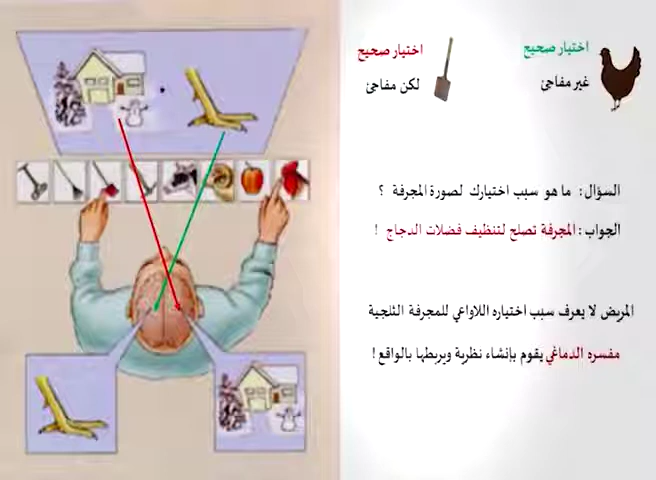 اختيار صحيح
غير مفاجئ
اختيار صحيح
لكن مفاجئ
السؤال: ما هو سبب اختيارك لصورة المجرفة ؟
الجواب: المجرفة تصلح لتنظيف فضلات الدجاج !
المريض لا يعرف سبب اختياره اللاواعي للمجرفة الثلجية
مفسره الدماغي يقوم بإنشاء نظرية ويربطها بالواقع!